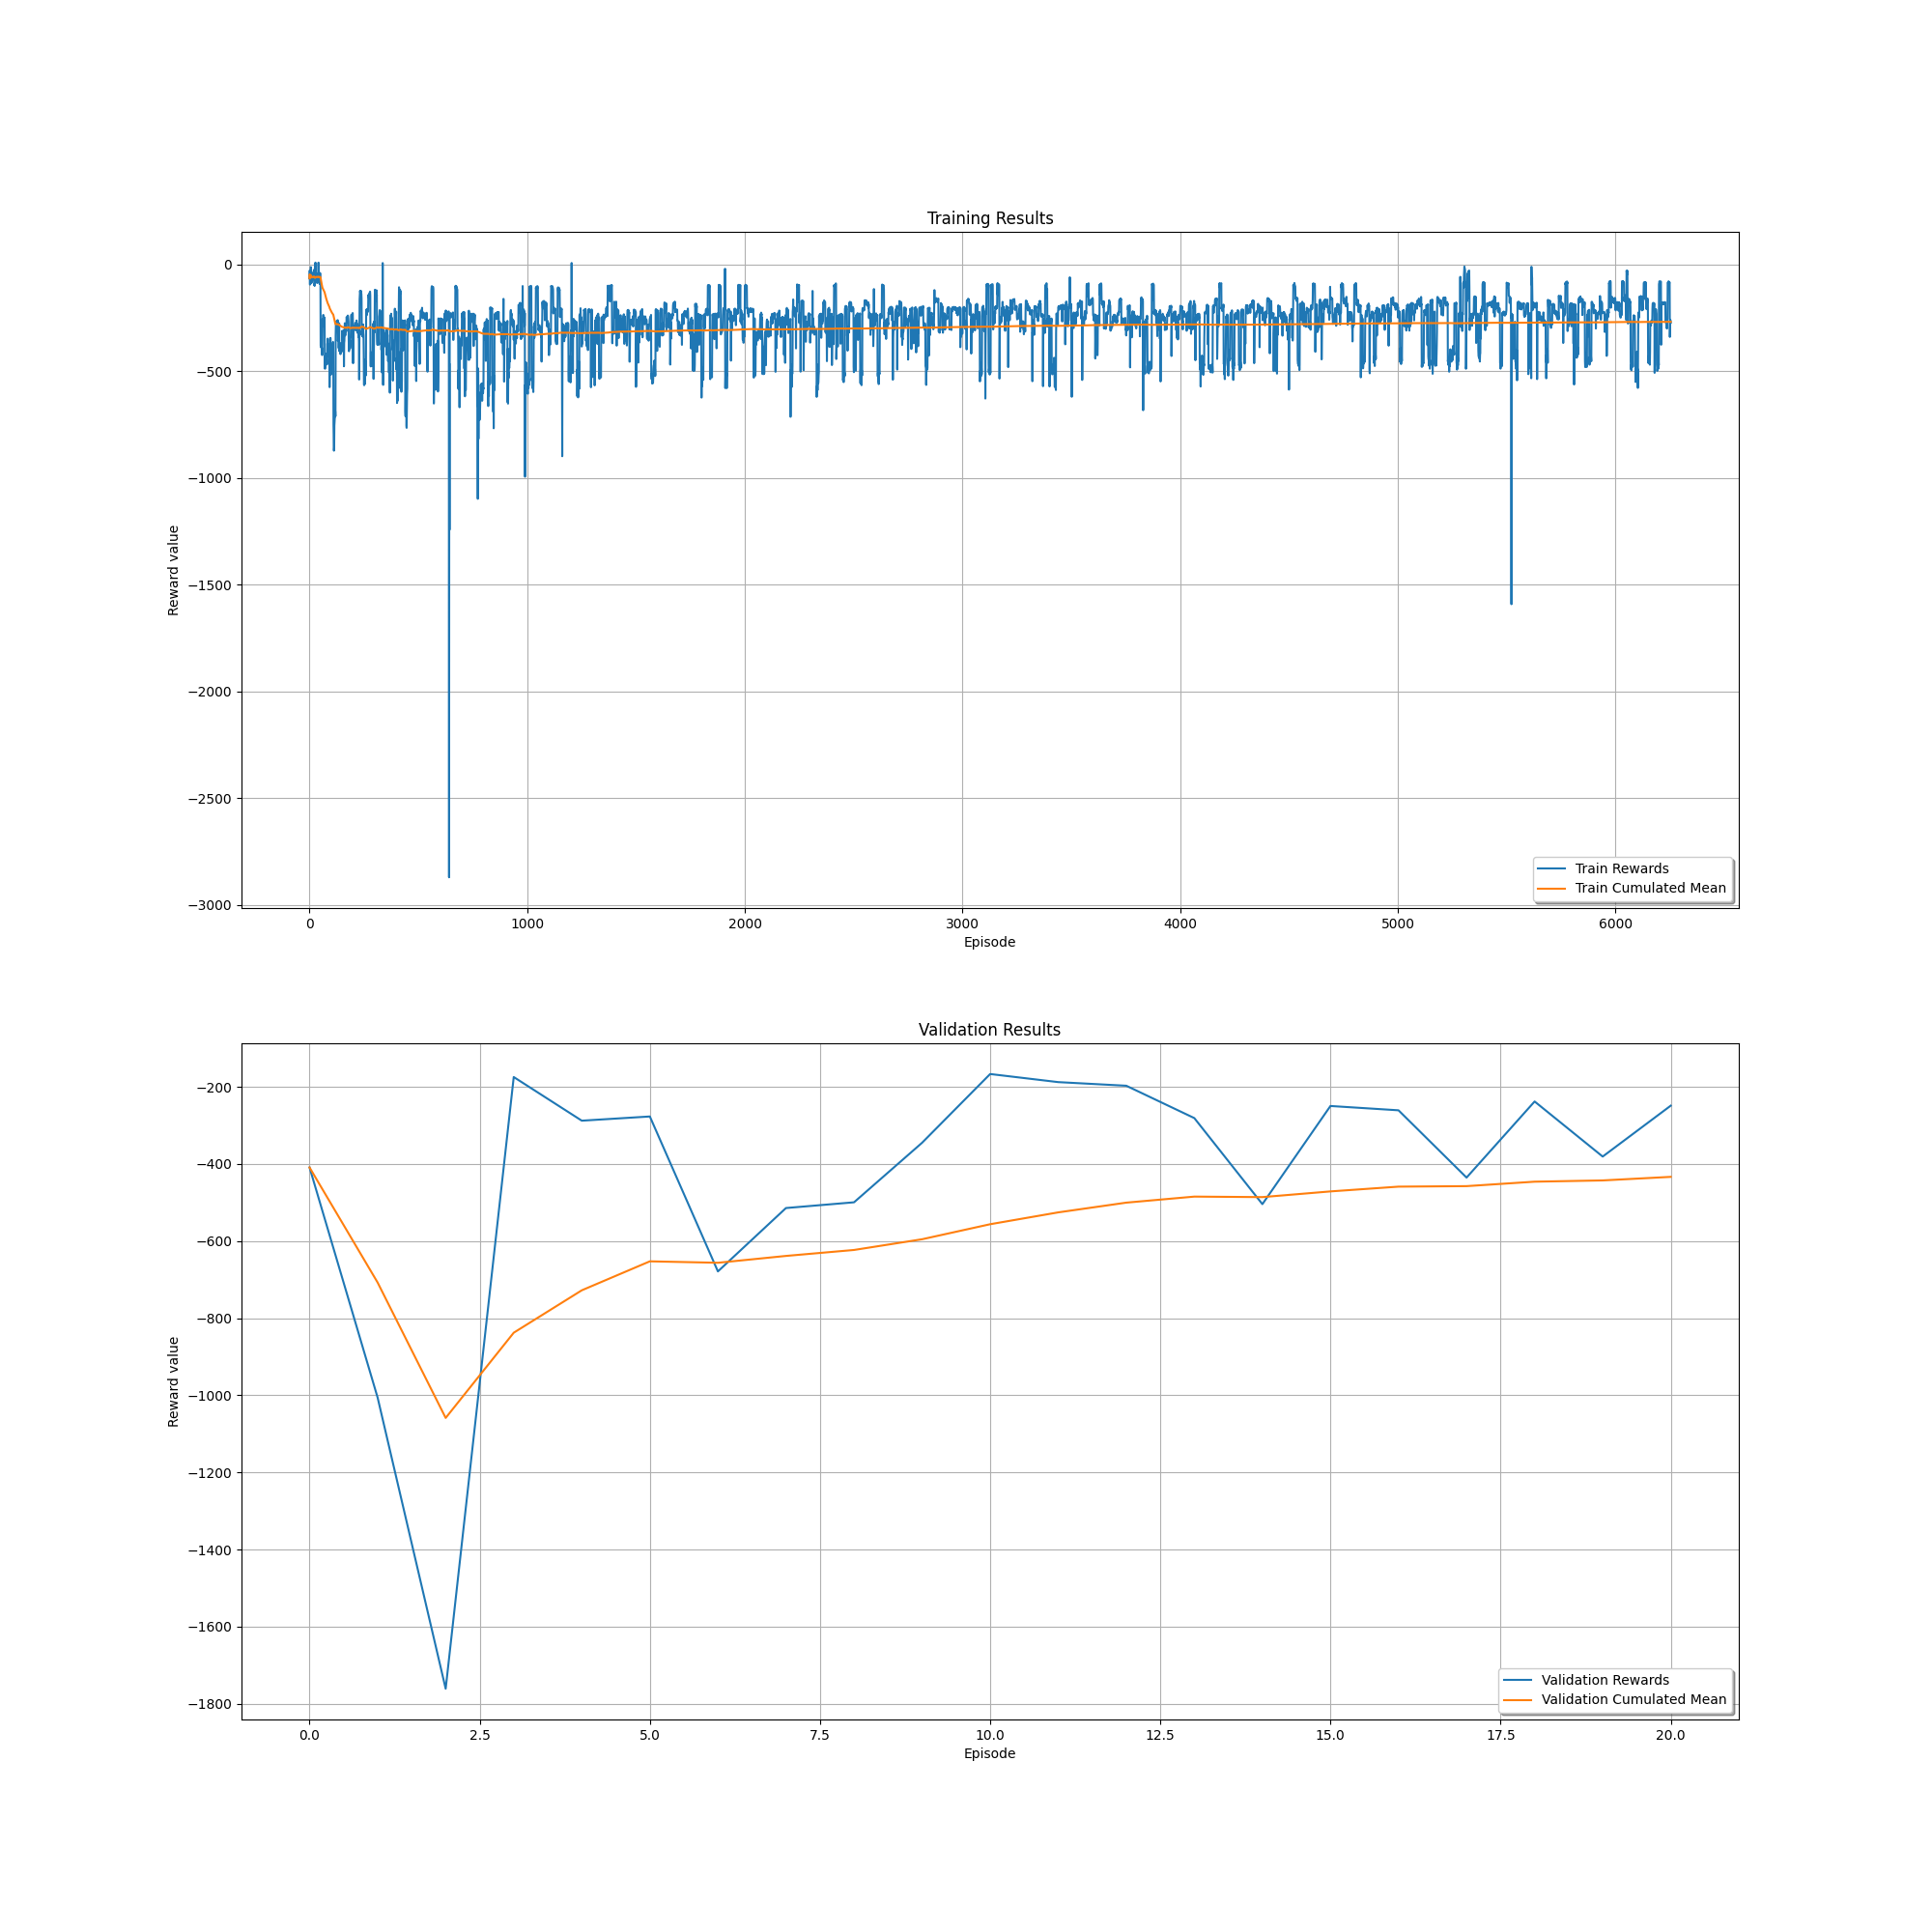 Training Results
0
−500
−1000
−1500
−2000
−2500
−3000
Reward value
0 1000 2000 3000 4000 5000 6000
Episode
Train Rewards
Train Cumulated Mean
Validation Results
−200
−400
−600
−800
−1000
−1200
−1400
−1600
−1800
Reward value
0.0 2.5 5.0 7.5 10.0 12.5 15.0 17.5 20.0
Episode
Validation Rewards
Validation Cumulated Mean